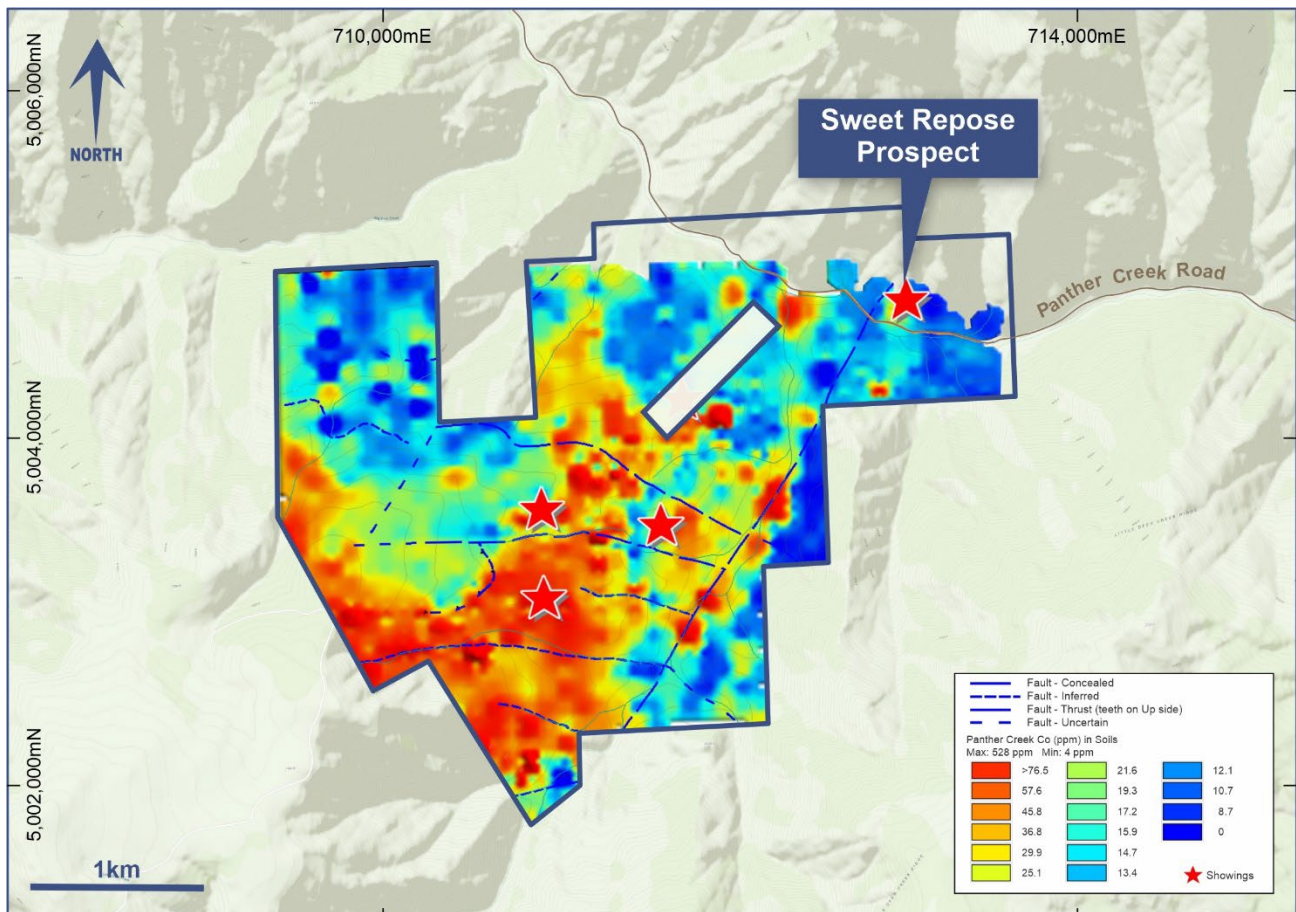 710,000mE
714,000mE
5,006,000mN
NORTH
Sweet Repose
Prospect
Panther Creek Road
5,004,000mN
LITTLE DEER CREEK RIDGE
5,002,000mN
1km
Fault - Concealed
Fault - Inferred
Fault - Thrust (teeth on Up side)
Fault - Uncertain
Panther Creek Co (ppm) in Soils
Max: 528 ppm Min: 4 ppm
>76.5 21.6 12.1
57.6 19.3 10.7
45.8 17.2 8.7
36.8 15.9 0
29.9 14.7
25.1 13.4 Showings